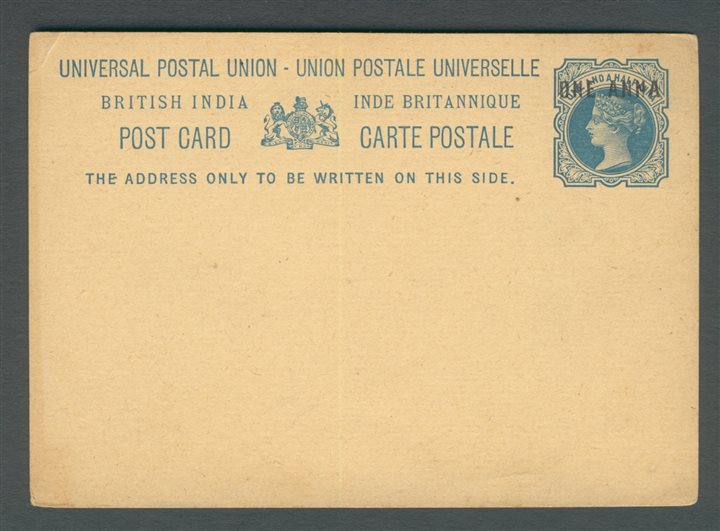 UNIVERSAL POSTAL UNION - UNION POSTALE UNIVERSELLE
BRITISH INDIA INDE BRITANNIQUE
POST CARD CARTE POSTALE
THE ADDRESS ONLY TO BE WRITTEN ON THIS SIDE.
ONE ANNA